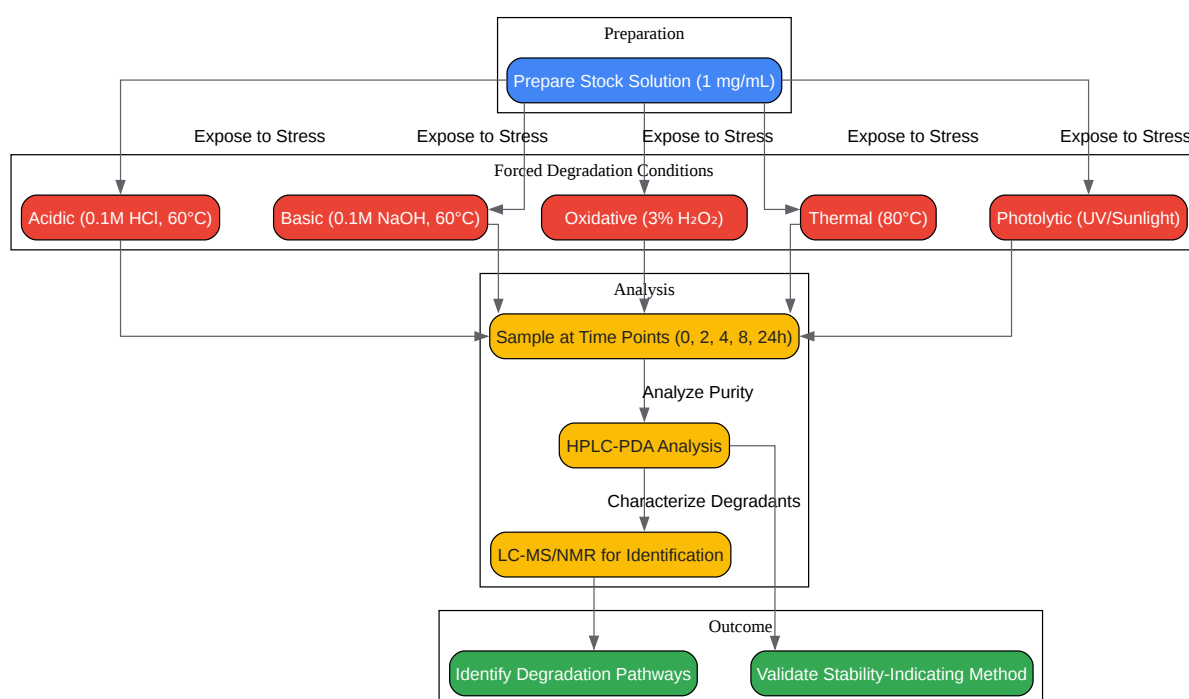 Preparation
Prepare Stock Solution (1 mg/mL)
Expose to Stress
Expose to Stress
Expose to Stress
Expose to Stress
Expose to Stress
Forced Degradation Conditions
Acidic (0.1M HCl, 60°C)
Basic (0.1M NaOH, 60°C)
Oxidative (3% H₂O₂)
Thermal (80°C)
Photolytic (UV/Sunlight)
Analysis
Sample at Time Points (0, 2, 4, 8, 24h)
Analyze Purity
HPLC-PDA Analysis
Characterize Degradants
LC-MS/NMR for Identification
Outcome
Identify Degradation Pathways
Validate Stability-Indicating Method